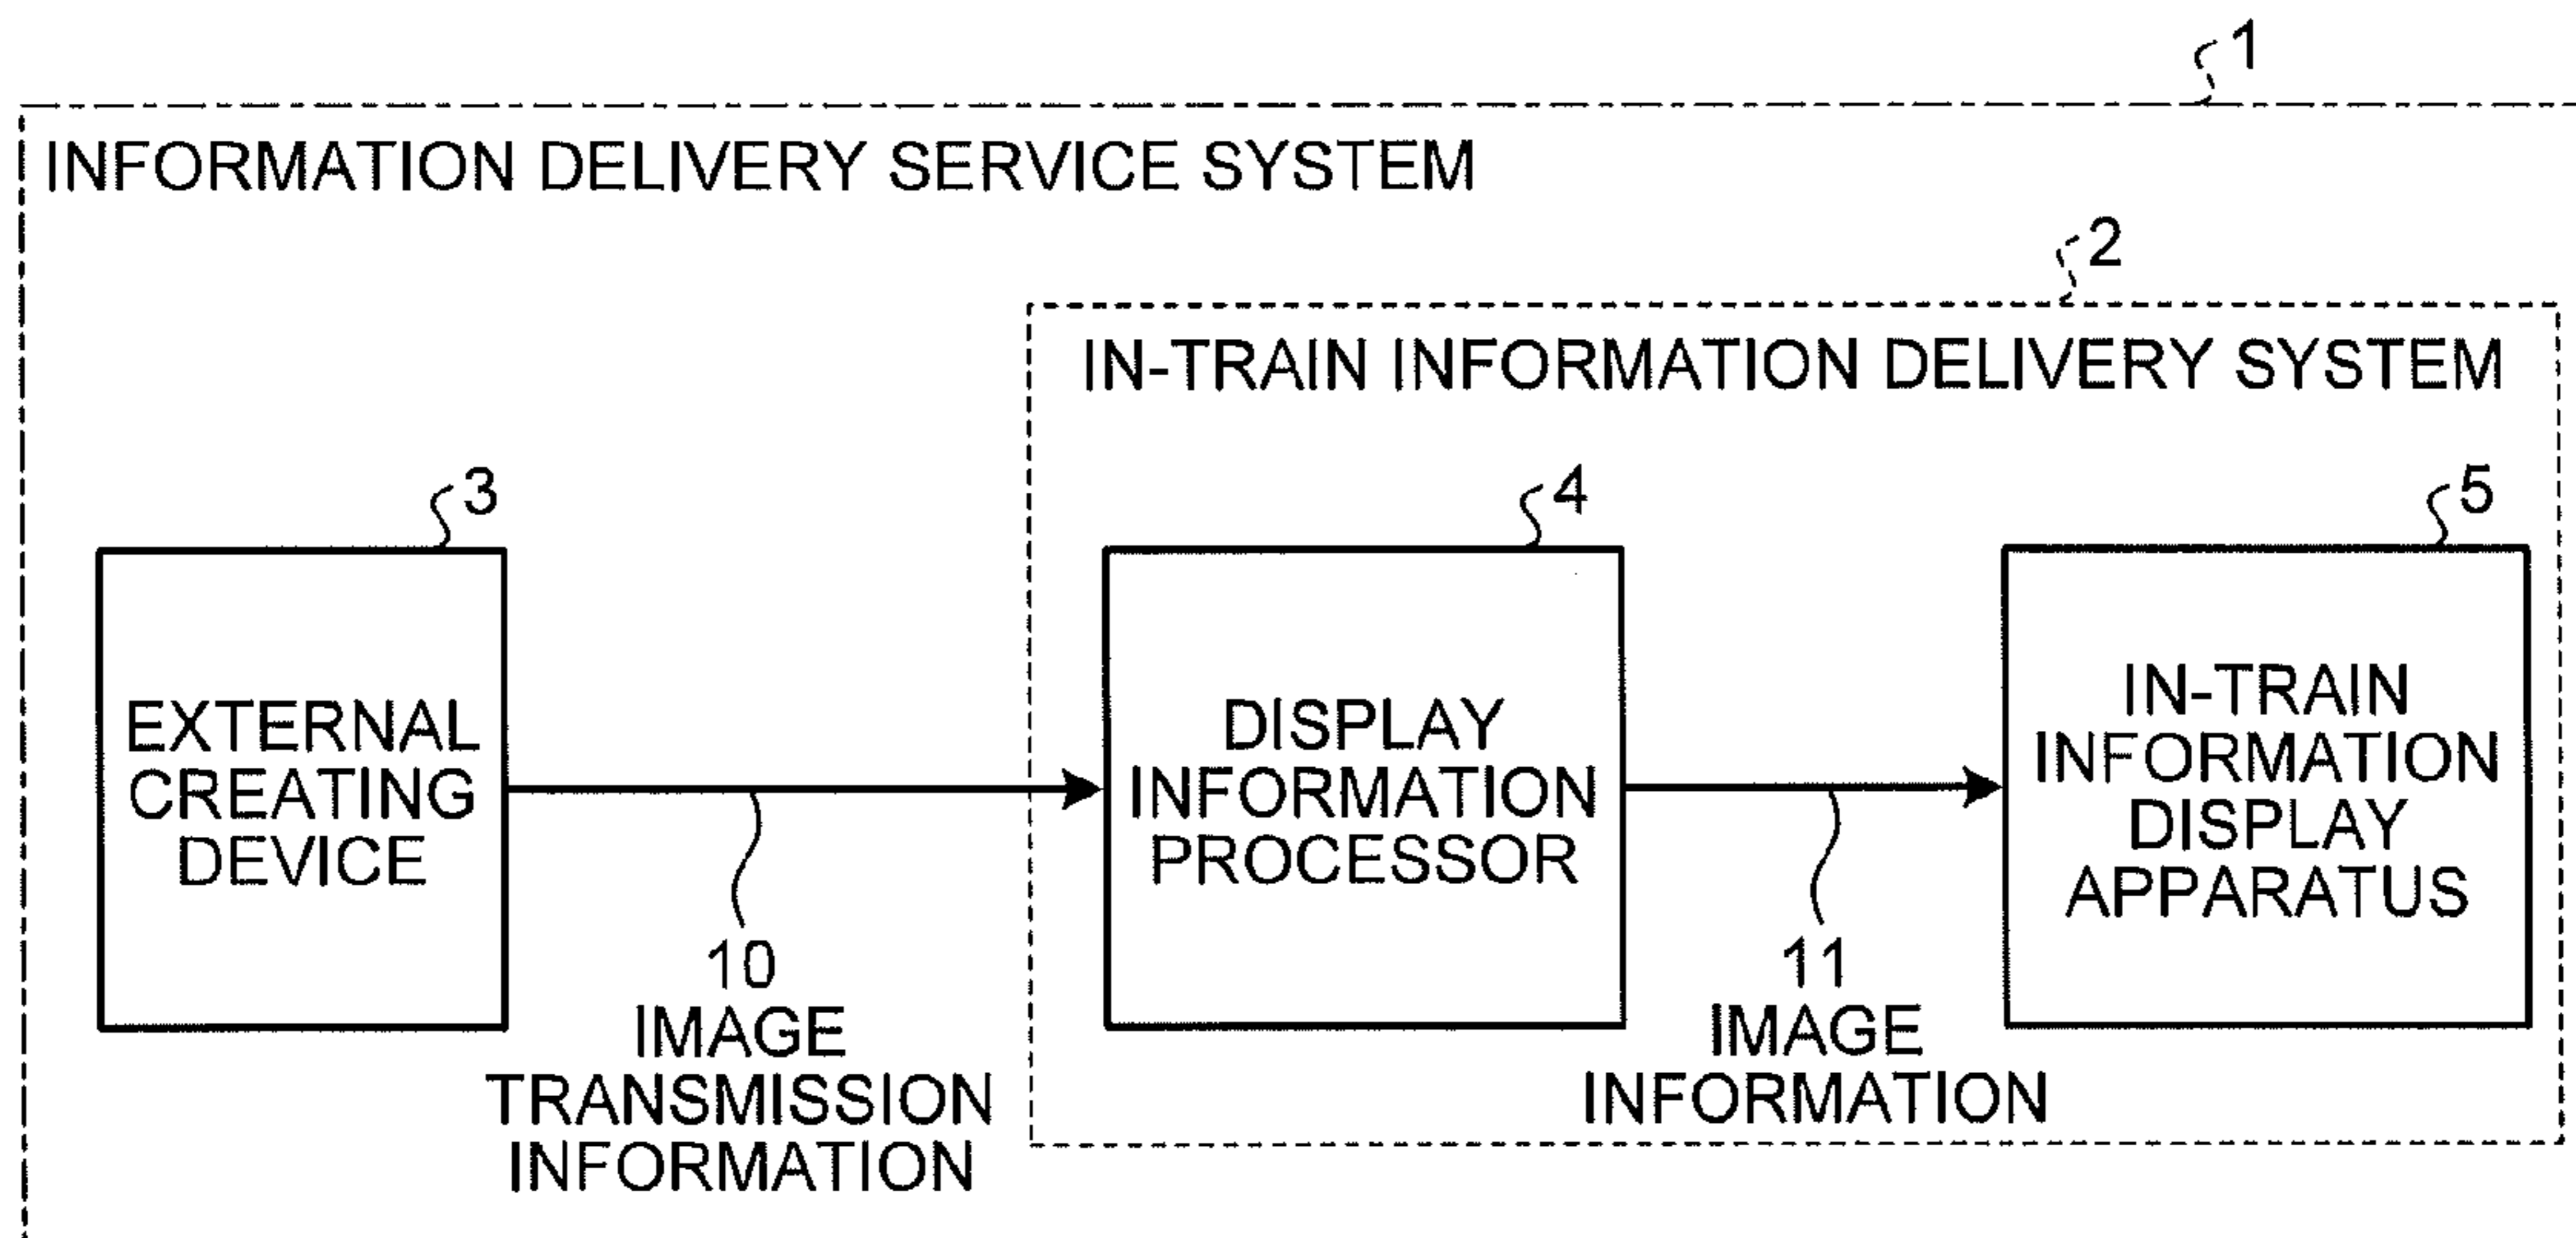 1
INFORMATION DELIVERY SERVICE SYSTEM
2
IN-TRAIN INFORMATION DELIVERY SYSTEM
3
EXTERNAL
CREATING
DEVICE
10
IMAGE
TRANSMISSION
INFORMATION
4
DISPLAY
INFORMATION
PROCESSOR
11
IMAGE
INFORMATION
5
IN-TRAIN
INFORMATION
DISPLAY
APPARATUS